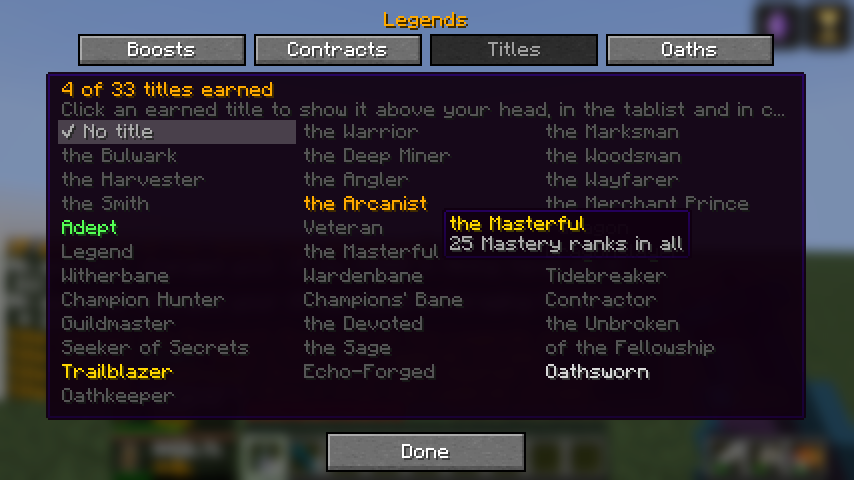 Legends
Boosts Contracts Titles Oaths
4 of 33 titles earned
Click an earned title to show it above your head, in the tablist and in c...
✓ No title the Warrior the Marksman
the Bulwark the Deep Miner the Woodsman
the Harvester the Angler the Wayfarer
the Smith the Arcanist the Merchant Prince
Adept Veteran
the Masterful
25 Mastery ranks in all
Legend the Masterful
Witherbane Wardenbane Tidebreaker
Champion Hunter Champions' Bane Contractor
Guildmaster the Devoted the Unbroken
Seeker of Secrets the Sage of the Fellowship
Trailblazer Echo-Forged Oathsworn
Oathkeeper
Done